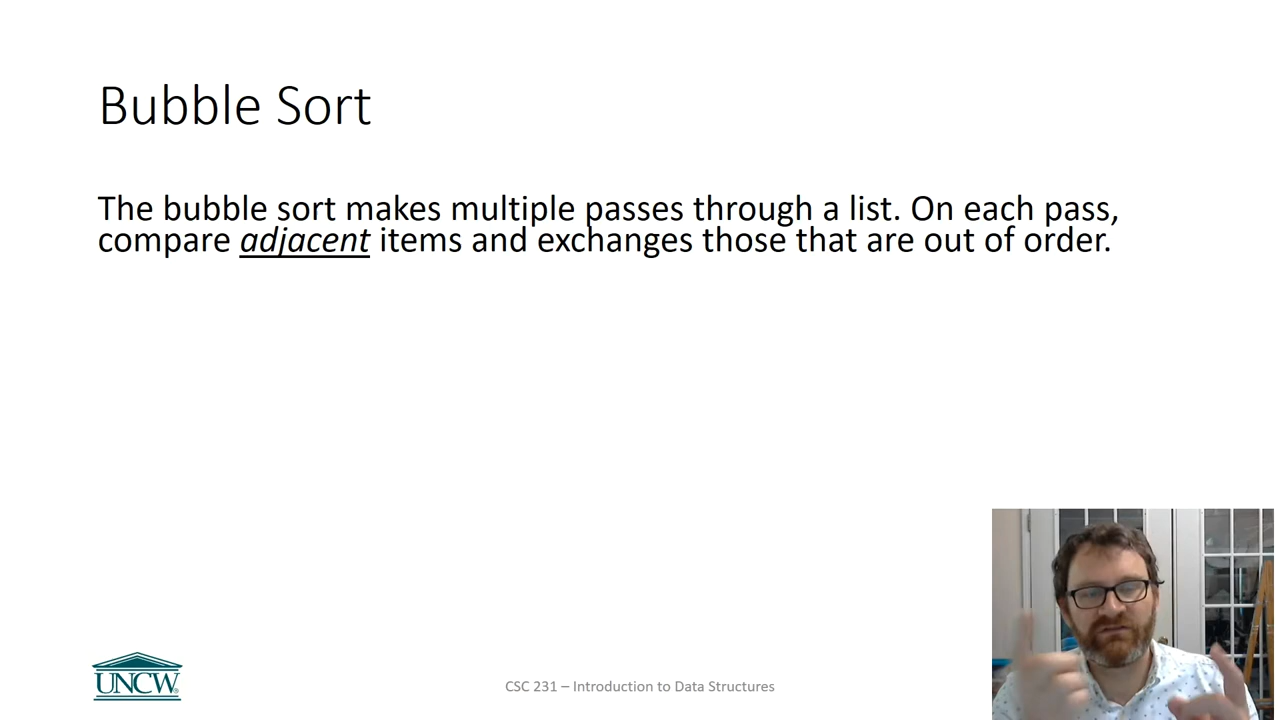 Bubble Sort
The bubble sort makes multiple passes through a list. On each pass,
compare adjacent items and exchanges those that are out of order.
UNCW
CSC 231 – Introduction to Data Structures